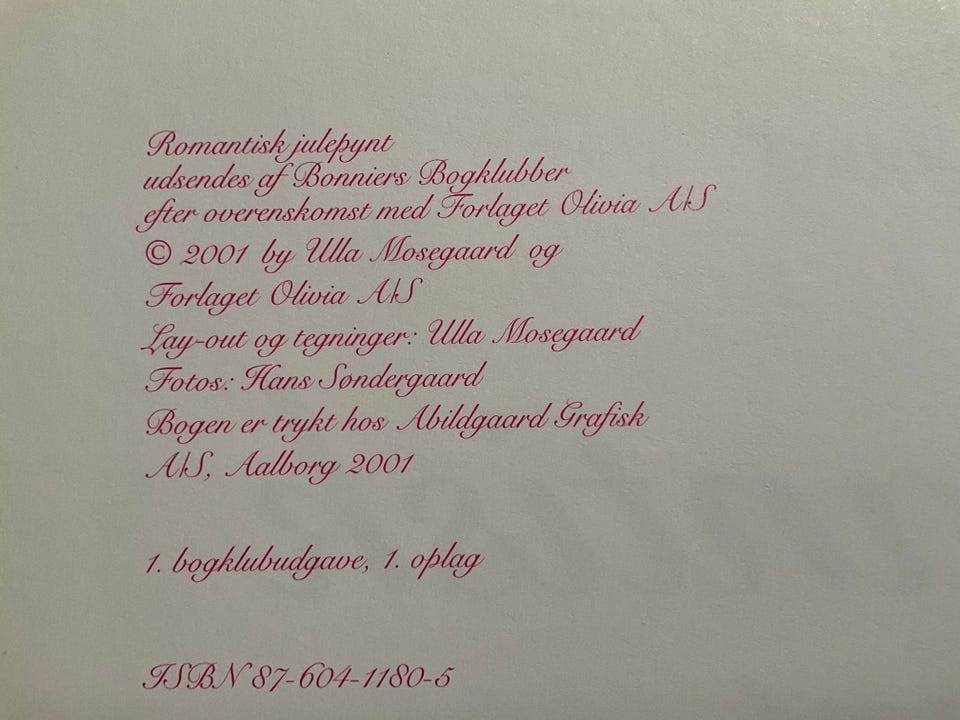 Romantisk julepynt
udsendes af Bonniers Bogklubber
efter overenskomst med Forlaget Olivia A/S
© 2001 by Ulla Mosegaard og
Forlaget Olivia A/S
Lay-out og tegninger: Ulla Mosegaard
Fotos: Hans Søndergaard
Bogen er trykt hos Abildgaard Grafisk
A/S, Aalborg 2001
1. bogklubudgave, 1. oplag
ISBN 87-604-1180-5